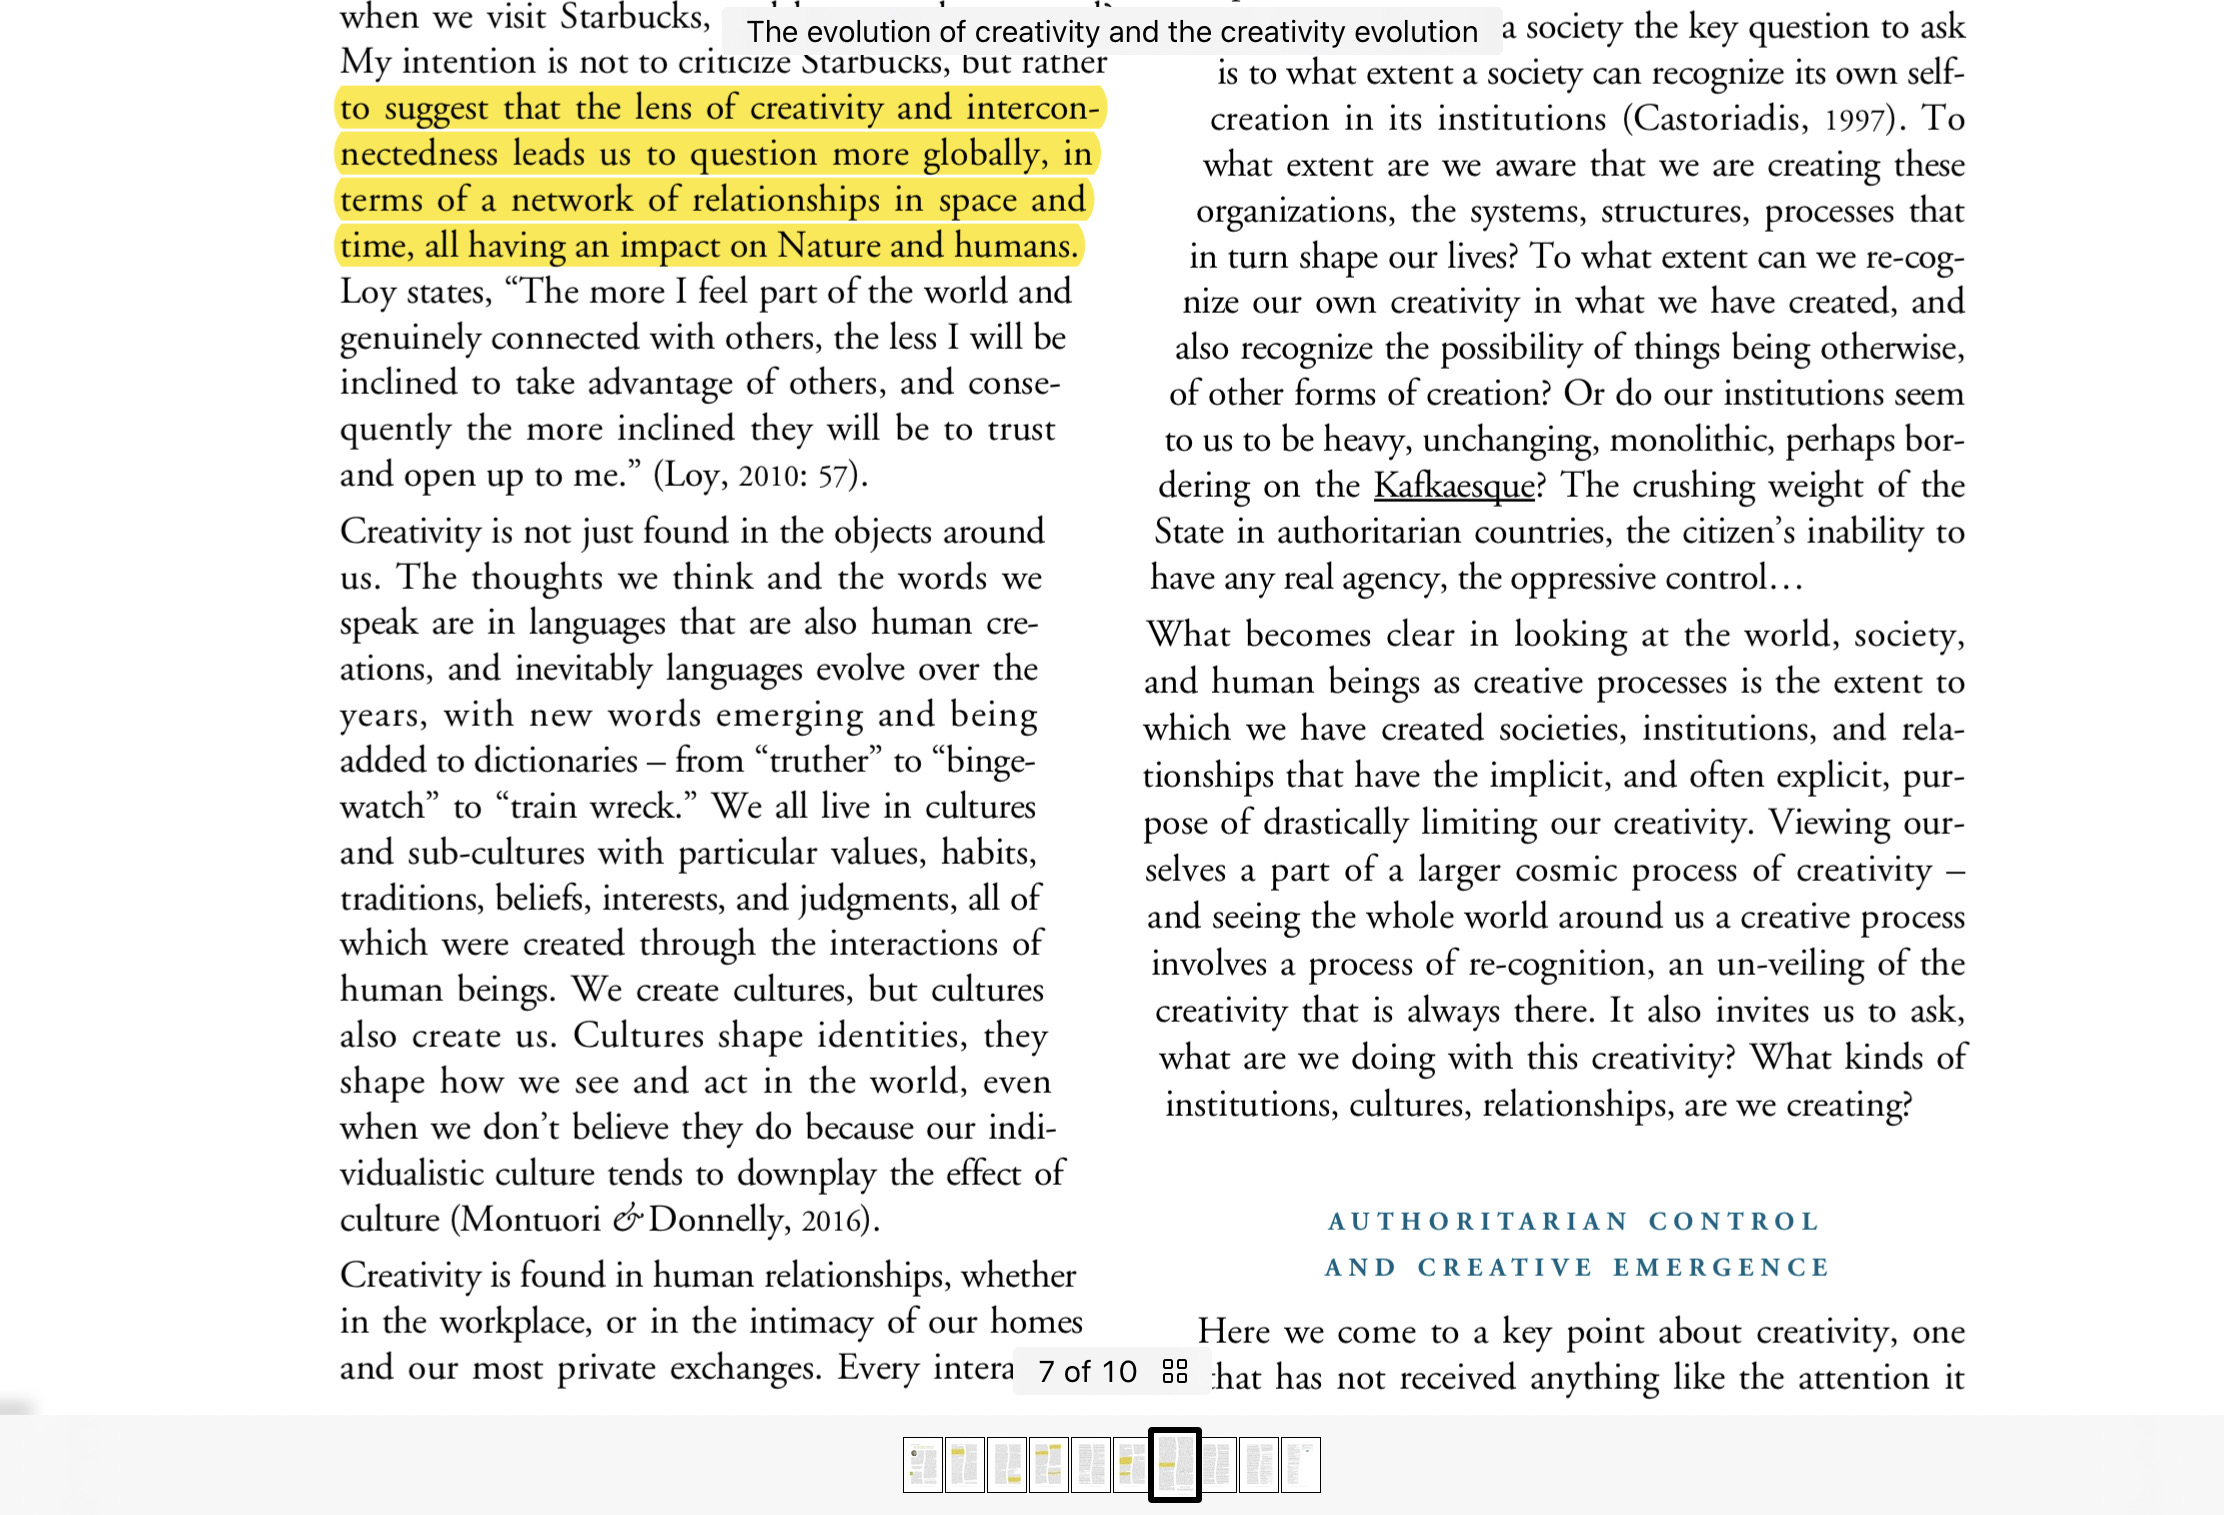 The evolution of creativity and the creativity evolution
when we visit Starbucks,
My intention is not to criticize Starbucks, but rather
to suggest that the lens of creativity and intercon-
nectedness leads us to question more globally, in
terms of a network of relationships in space and
time, all having an impact on Nature and humans.
Loy states, “The more I feel part of the world and
genuinely connected with others, the less I will be
inclined to take advantage of others, and conse-
quently the more inclined they will be to trust
and open up to me.” (Loy, 2010: 57).
Creativity is not just found in the objects around
us. The thoughts we think and the words we
speak are in languages that are also human cre-
ations, and inevitably languages evolve over the
years, with new words emerging and being
added to dictionaries – from “truther” to “binge-
watch” to “train wreck.” We all live in cultures
and sub-cultures with particular values, habits,
traditions, beliefs, interests, and judgments, all of
which were created through the interactions of
human beings. We create cultures, but cultures
also create us. Cultures shape identities, they
shape how we see and act in the world, even
when we don’t believe they do because our indi-
vidualistic culture tends to downplay the effect of
culture (Montuori & Donnelly, 2016).
Creativity is found in human relationships, whether
in the workplace, or in the intimacy of our homes
and our most private exchanges. Every intera
a society the key question to ask
is to what extent a society can recognize its own self-
creation in its institutions (Castoriadis, 1997). To
what extent are we aware that we are creating these
organizations, the systems, structures, processes that
in turn shape our lives? To what extent can we re-cog-
nize our own creativity in what we have created, and
also recognize the possibility of things being otherwise,
of other forms of creation? Or do our institutions seem
to us to be heavy, unchanging, monolithic, perhaps bor-
dering on the Kafkaesque? The crushing weight of the
State in authoritarian countries, the citizen’s inability to
have any real agency, the oppressive control…
What becomes clear in looking at the world, society,
and human beings as creative processes is the extent to
which we have created societies, institutions, and rela-
tionships that have the implicit, and often explicit, pur-
pose of drastically limiting our creativity. Viewing our-
selves a part of a larger cosmic process of creativity –
and seeing the whole world around us a creative process
involves a process of re-cognition, an un-veiling of the
creativity that is always there. It also invites us to ask,
what are we doing with this creativity? What kinds of
institutions, cultures, relationships, are we creating?
AUTHORITARIAN CONTROL
AND CREATIVE EMERGENCE
Here we come to a key point about creativity, one
that has not received anything like the attention it
7 of 10